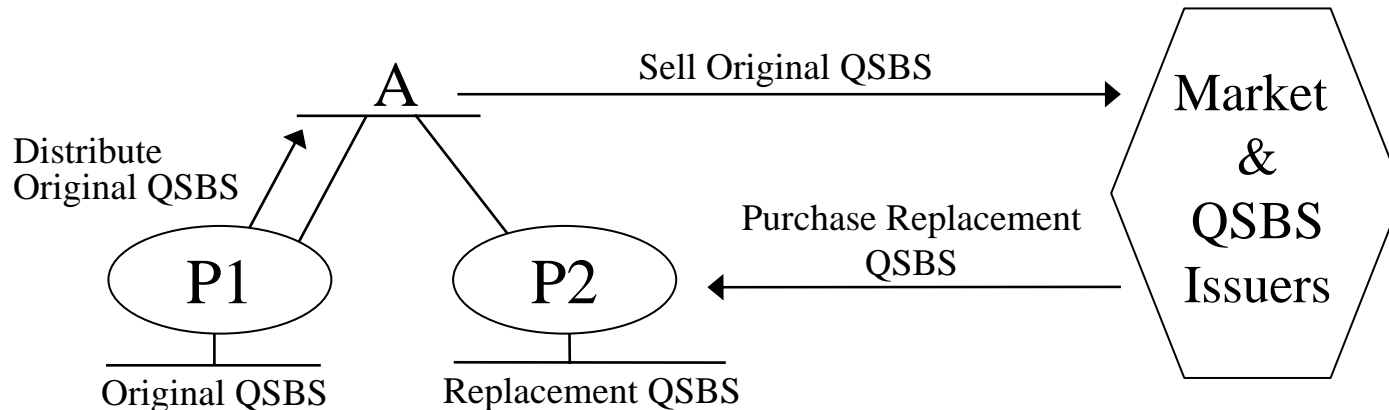 A
Sell Original QSBS
Distribute
Original QSBS
Market
&
QSBS
Issuers
Purchase Replacement
QSBS
P1
P2
Original QSBS
Replacement QSBS